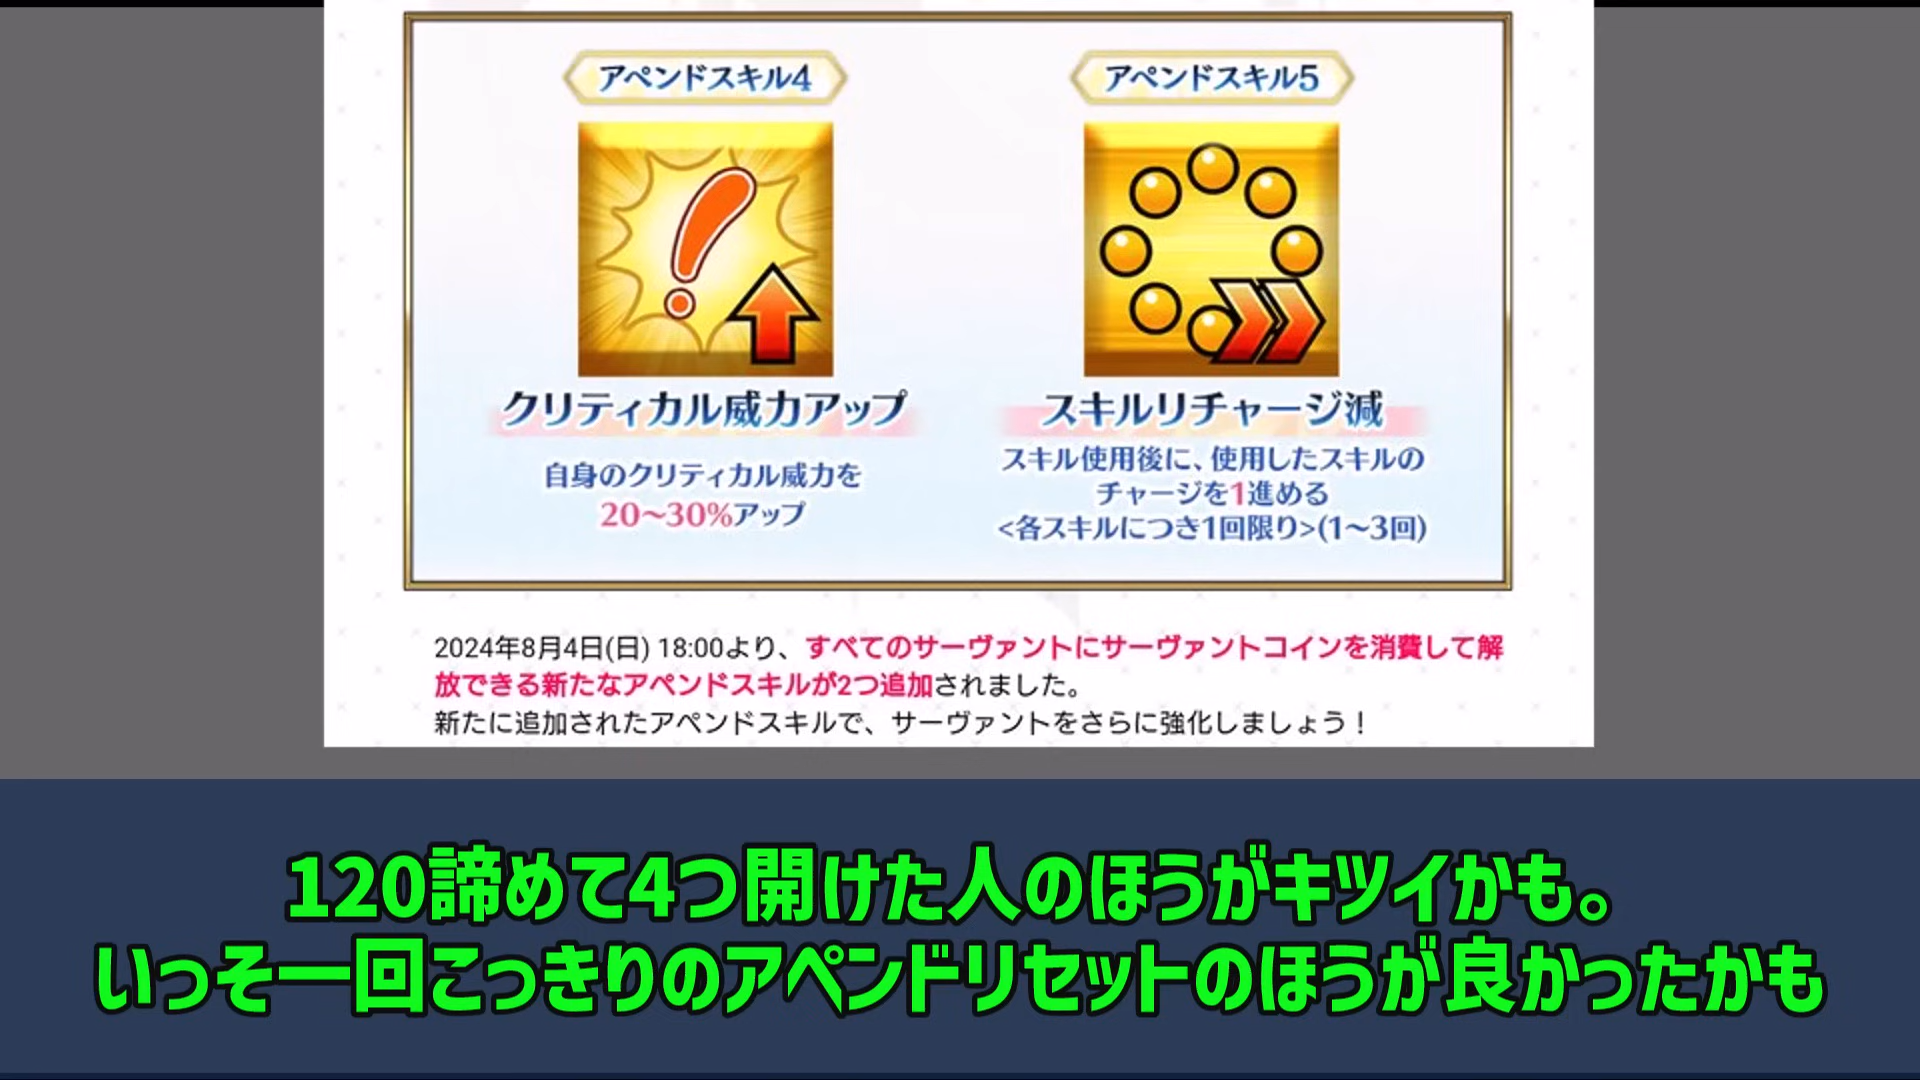 アペンドスキル4
アペンドスキル5
クリティカル威力アップ
スキルリチャージ減
自身のクリティカル威力を
20～30%アップ
スキル使用後に、使用したスキルの
チャージを1進める
<各スキルにつき1回限り>(1～3回)
2024年8月4日(日) 18:00より、すべてのサーヴァントにサーヴァントコインを消費して解
放できる新たなアペンドスキルが2つ追加されました。
新たに追加されたアペンドスキルで、サーヴァントをさらに強化しましょう！
120諦めて4つ開けた人のほうがキツイかも。
いっそ一回こっきりのアペンドリセットのほうが良かったかも